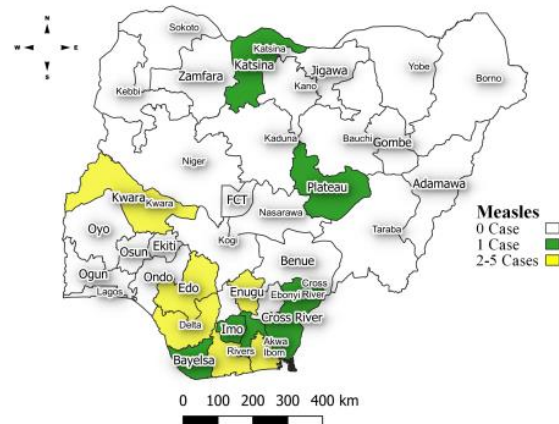 N
W E
S
Sokoto
Katsina
Katsina
Zamfara
Jigawa
Yobe
Borno
Kebbi
Kano
Kaduna
Bauchi
Gombe
Niger
Plateau
Adamawa
Kwara
Kwara
FCT
Nasarawa
Taraba
Oyo
Kogi
Osun
Ekiti
Benue
Ogun
Ondo
Lagos
Edo
Enugu
Ebonyi
Cross
River
Delta
Imo
Cross River
Bayelsa
Rivers
Akwa
Ibom
Measles
0 Case
1 Case
2-5 Cases
0 100 200 300 400 km